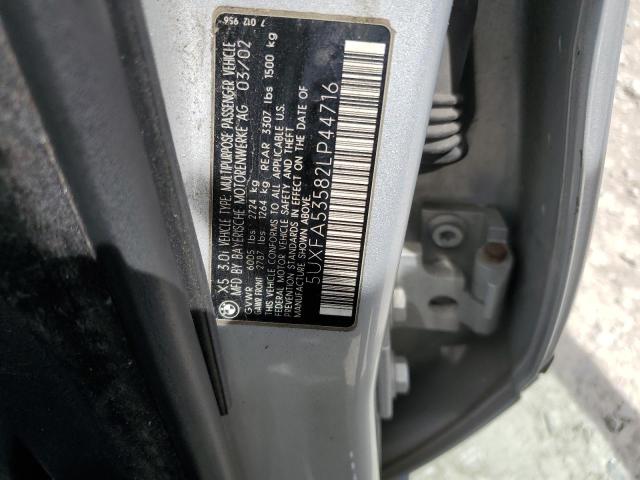 X5 3.0i VEHICLE TYPE: MULTIPURPOSE PASSENGER VEHICLE
MFD BY BAYERISCHE MOTORENWERKE AG 03/02
GVWR 6005 lbs 2724 kg
GAWR FRONT 2787 lbs 1264 kg REAR 3307 lbs 1500 kg
THIS VEHICLE CONFORMS TO ALL APPLICABLE U.S.
FEDERAL MOTOR VEHICLE SAFETY AND THEFT
PREVENTION STANDARDS IN EFFECT ON THE DATE OF
MANUFACTURE SHOWN ABOVE.
5UXFA53582LP44716
7 012 956